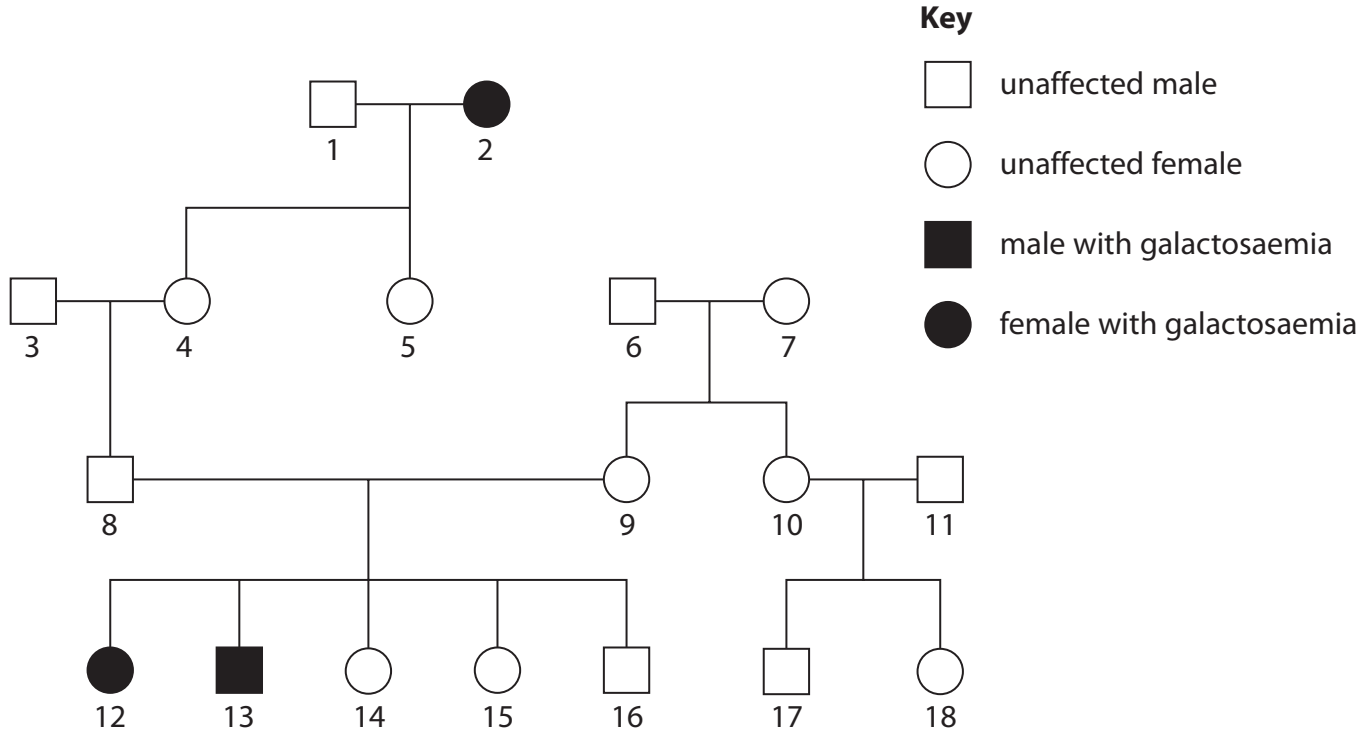 Key
unaffected male
unaffected female
male with galactosaemia
female with galactosaemia
1 2
3 4 5 6 7
8 9 10 11
12 13 14 15 16 17 18